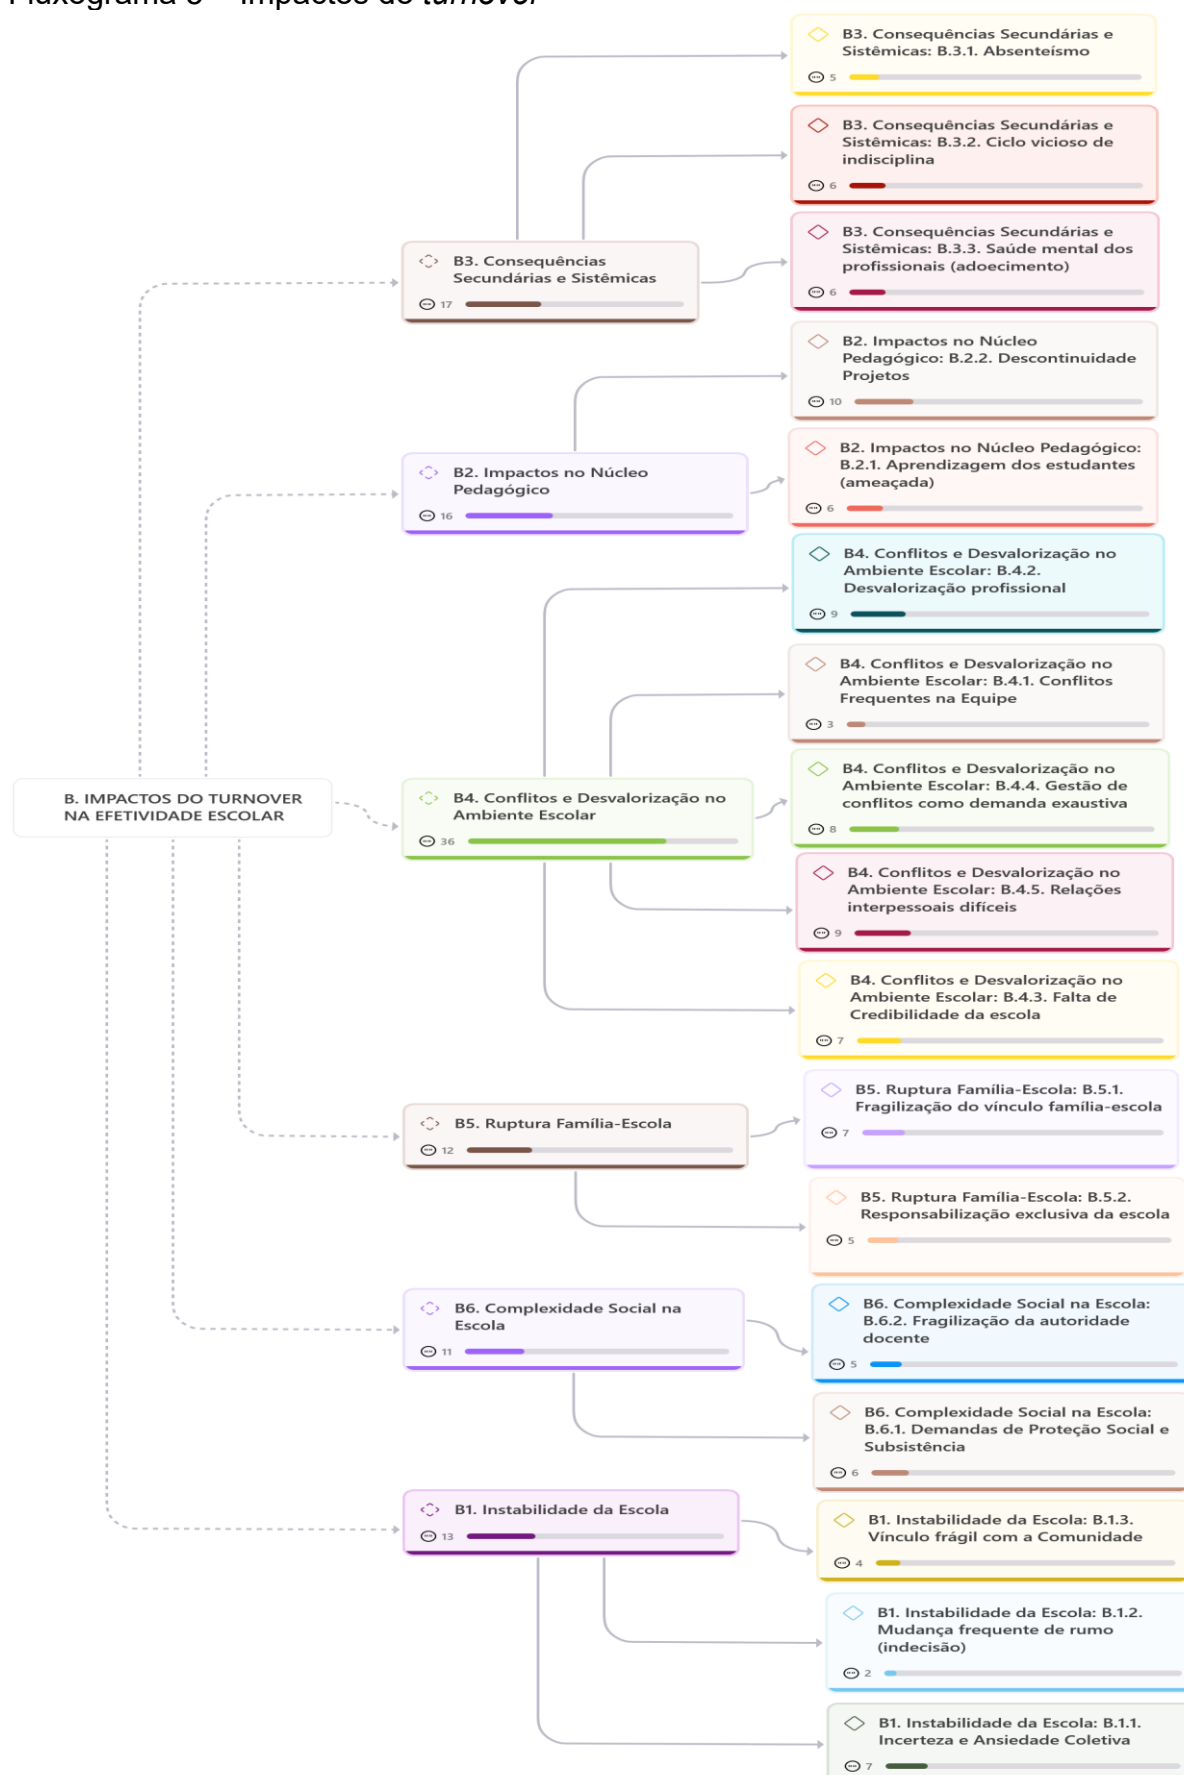 Fluxograma 3 – Impactos do turnover
B3. Consequências Secundárias e
Sistêmicas: B.3.1. Absenteísmo
5
B3. Consequências Secundárias e
Sistêmicas: B.3.2. Ciclo vicioso de
indisciplina
6
B3. Consequências Secundárias e
Sistêmicas: B.3.3. Saúde mental dos
profissionais (adoecimento)
6
B3. Consequências
Secundárias e Sistêmicas
17
B2. Impactos no Núcleo
Pedagógico: B.2.2. Descontinuidade
Projetos
10
B2. Impactos no Núcleo
Pedagógico
16
B2. Impactos no Núcleo Pedagógico:
B.2.1. Aprendizagem dos estudantes
(ameaçada)
6
B4. Conflitos e Desvalorização no
Ambiente Escolar: B.4.2.
Desvalorização profissional
9
B4. Conflitos e Desvalorização no
Ambiente Escolar: B.4.1. Conflitos
Frequentes na Equipe
3
B. IMPACTOS DO TURNOVER
NA EFETIVIDADE ESCOLAR
B4. Conflitos e Desvalorização no
Ambiente Escolar
36
B4. Conflitos e Desvalorização no
Ambiente Escolar: B.4.4. Gestão de
conflitos como demanda exaustiva
8
B4. Conflitos e Desvalorização no
Ambiente Escolar: B.4.5. Relações
interpessoais difíceis
9
B4. Conflitos e Desvalorização no
Ambiente Escolar: B.4.3. Falta de
Credibilidade da escola
7
B5. Ruptura Família-Escola
12
B5. Ruptura Família-Escola: B.5.1.
Fragilização do vínculo família-escola
7
B5. Ruptura Família-Escola: B.5.2.
Responsabilização exclusiva da escola
5
B6. Complexidade Social na
Escola
11
B6. Complexidade Social na Escola:
B.6.2. Fragilização da autoridade
docente
5
B6. Complexidade Social na Escola:
B.6.1. Demandas de Proteção Social e
Subsistência
6
B1. Instabilidade da Escola
13
B1. Instabilidade da Escola: B.1.3.
Vínculo frágil com a Comunidade
4
B1. Instabilidade da Escola: B.1.2.
Mudança frequente de rumo
(indecisão)
2
B1. Instabilidade da Escola: B.1.1.
Incerteza e Ansiedade Coletiva
7